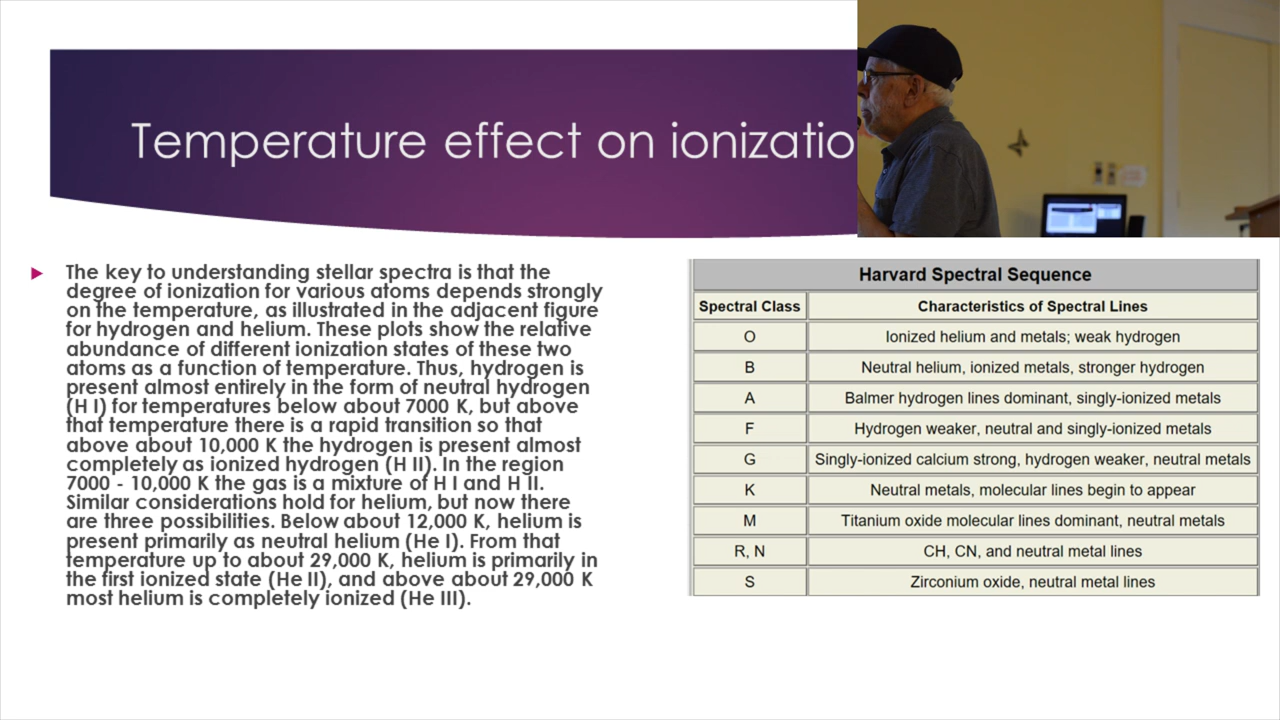 Temperature effect on ionizatio
The key to understanding stellar spectra is that the
degree of ionization for various atoms depends strongly
on the temperature, as illustrated in the adjacent figure
for hydrogen and helium. These plots show the relative
abundance of different ionization states of these two
atoms as a function of temperature. Thus, hydrogen is
present almost entirely in the form of neutral hydrogen
(H I) for temperatures below about 7000 K, but above
that temperature there is a rapid transition so that
above about 10,000 K the hydrogen is present almost
completely as ionized hydrogen (H II). In the region
7000 - 10,000 K the gas is a mixture of H I and H II.
Similar considerations hold for helium, but now there
are three possibilities. Below about 12,000 K, helium is
present primarily as neutral helium (He I). From that
temperature up to about 29,000 K, helium is primarily in
the first ionized state (He II), and above about 29,000 K
most helium is completely ionized (He III).
Harvard Spectral Sequence
Spectral Class Characteristics of Spectral Lines
O Ionized helium and metals; weak hydrogen
B Neutral helium, ionized metals, stronger hydrogen
A Balmer hydrogen lines dominant, singly-ionized metals
F Hydrogen weaker, neutral and singly-ionized metals
G Singly-ionized calcium strong, hydrogen weaker, neutral metals
K Neutral metals, molecular lines begin to appear
M Titanium oxide molecular lines dominant, neutral metals
R, N CH, CN, and neutral metal lines
S Zirconium oxide, neutral metal lines